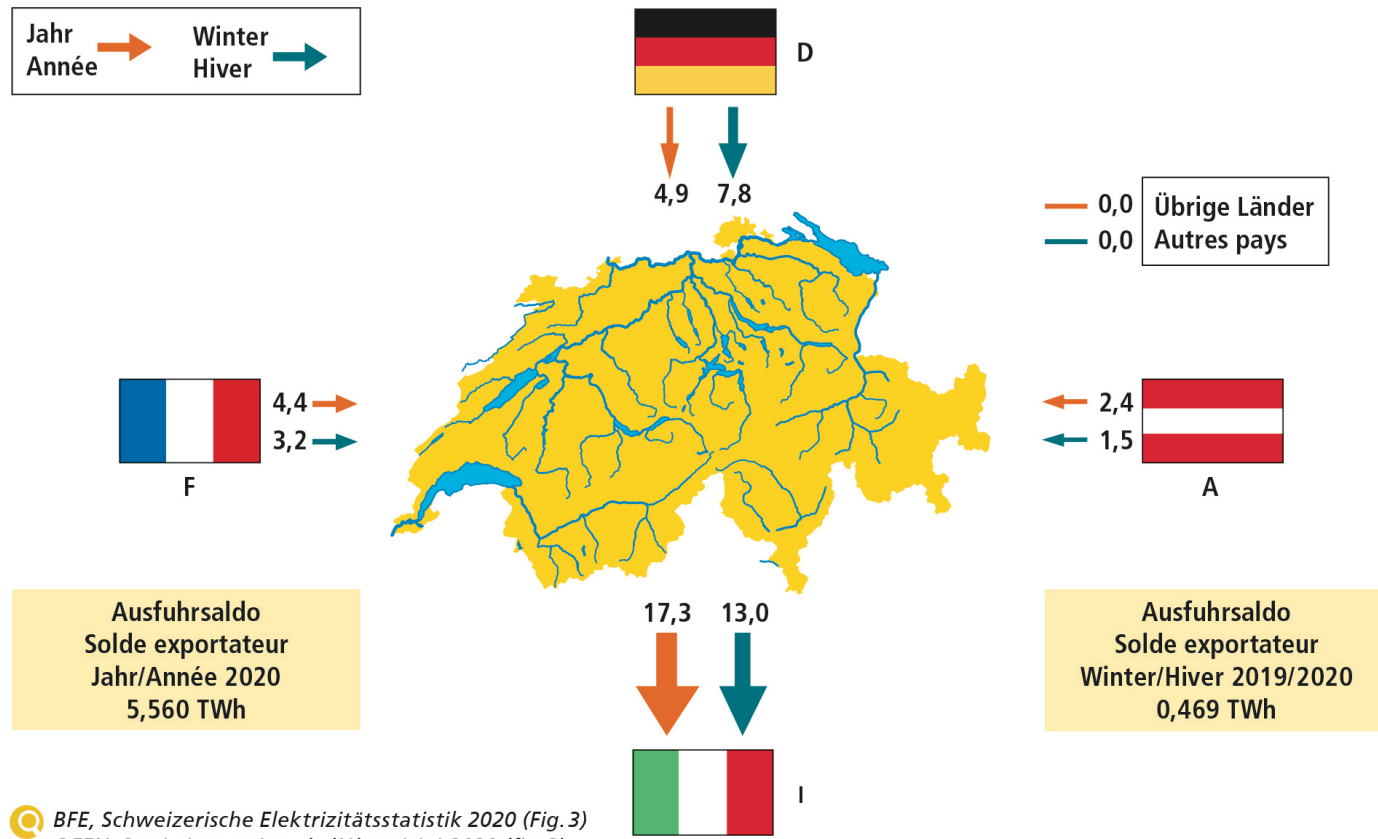 Jahr
Année
Winter
Hiver
D
4,9 7,8
0,0 Übrige Länder
0,0 Autres pays
4,4
3,2
F
2,4
1,5
A
17,3 13,0
Ausfuhrsaldo
Solde exportateur
Jahr/Année 2020
5,560 TWh
Ausfuhrsaldo
Solde exportateur
Winter/Hiver 2019/2020
0,469 TWh
I
BFE, Schweizerische Elektrizitätsstatistik 2020 (Fig. 3)